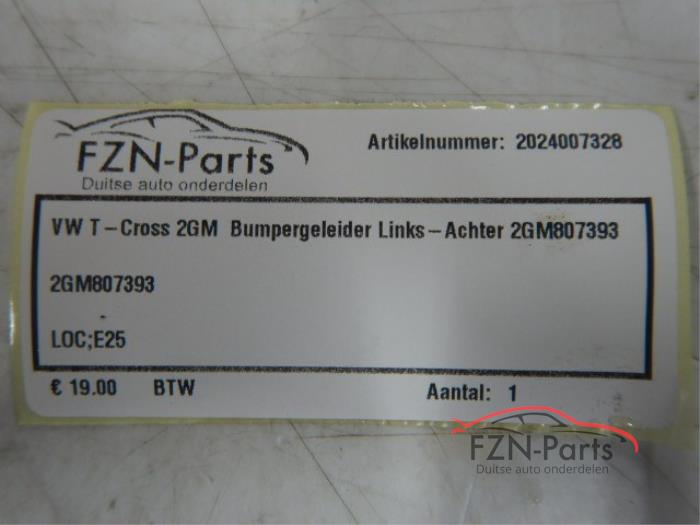 FZN-Parts
Duitse auto onderdelen
Artikelnummer: 2024007328
VW T-Cross 2GM Bumpergeleider Links-Achter 2GM807393
2GM807393
-
LOC;E25
€ 19.00 BTW Aantal: 1
FZN-Parts
Duitse auto onderdelen